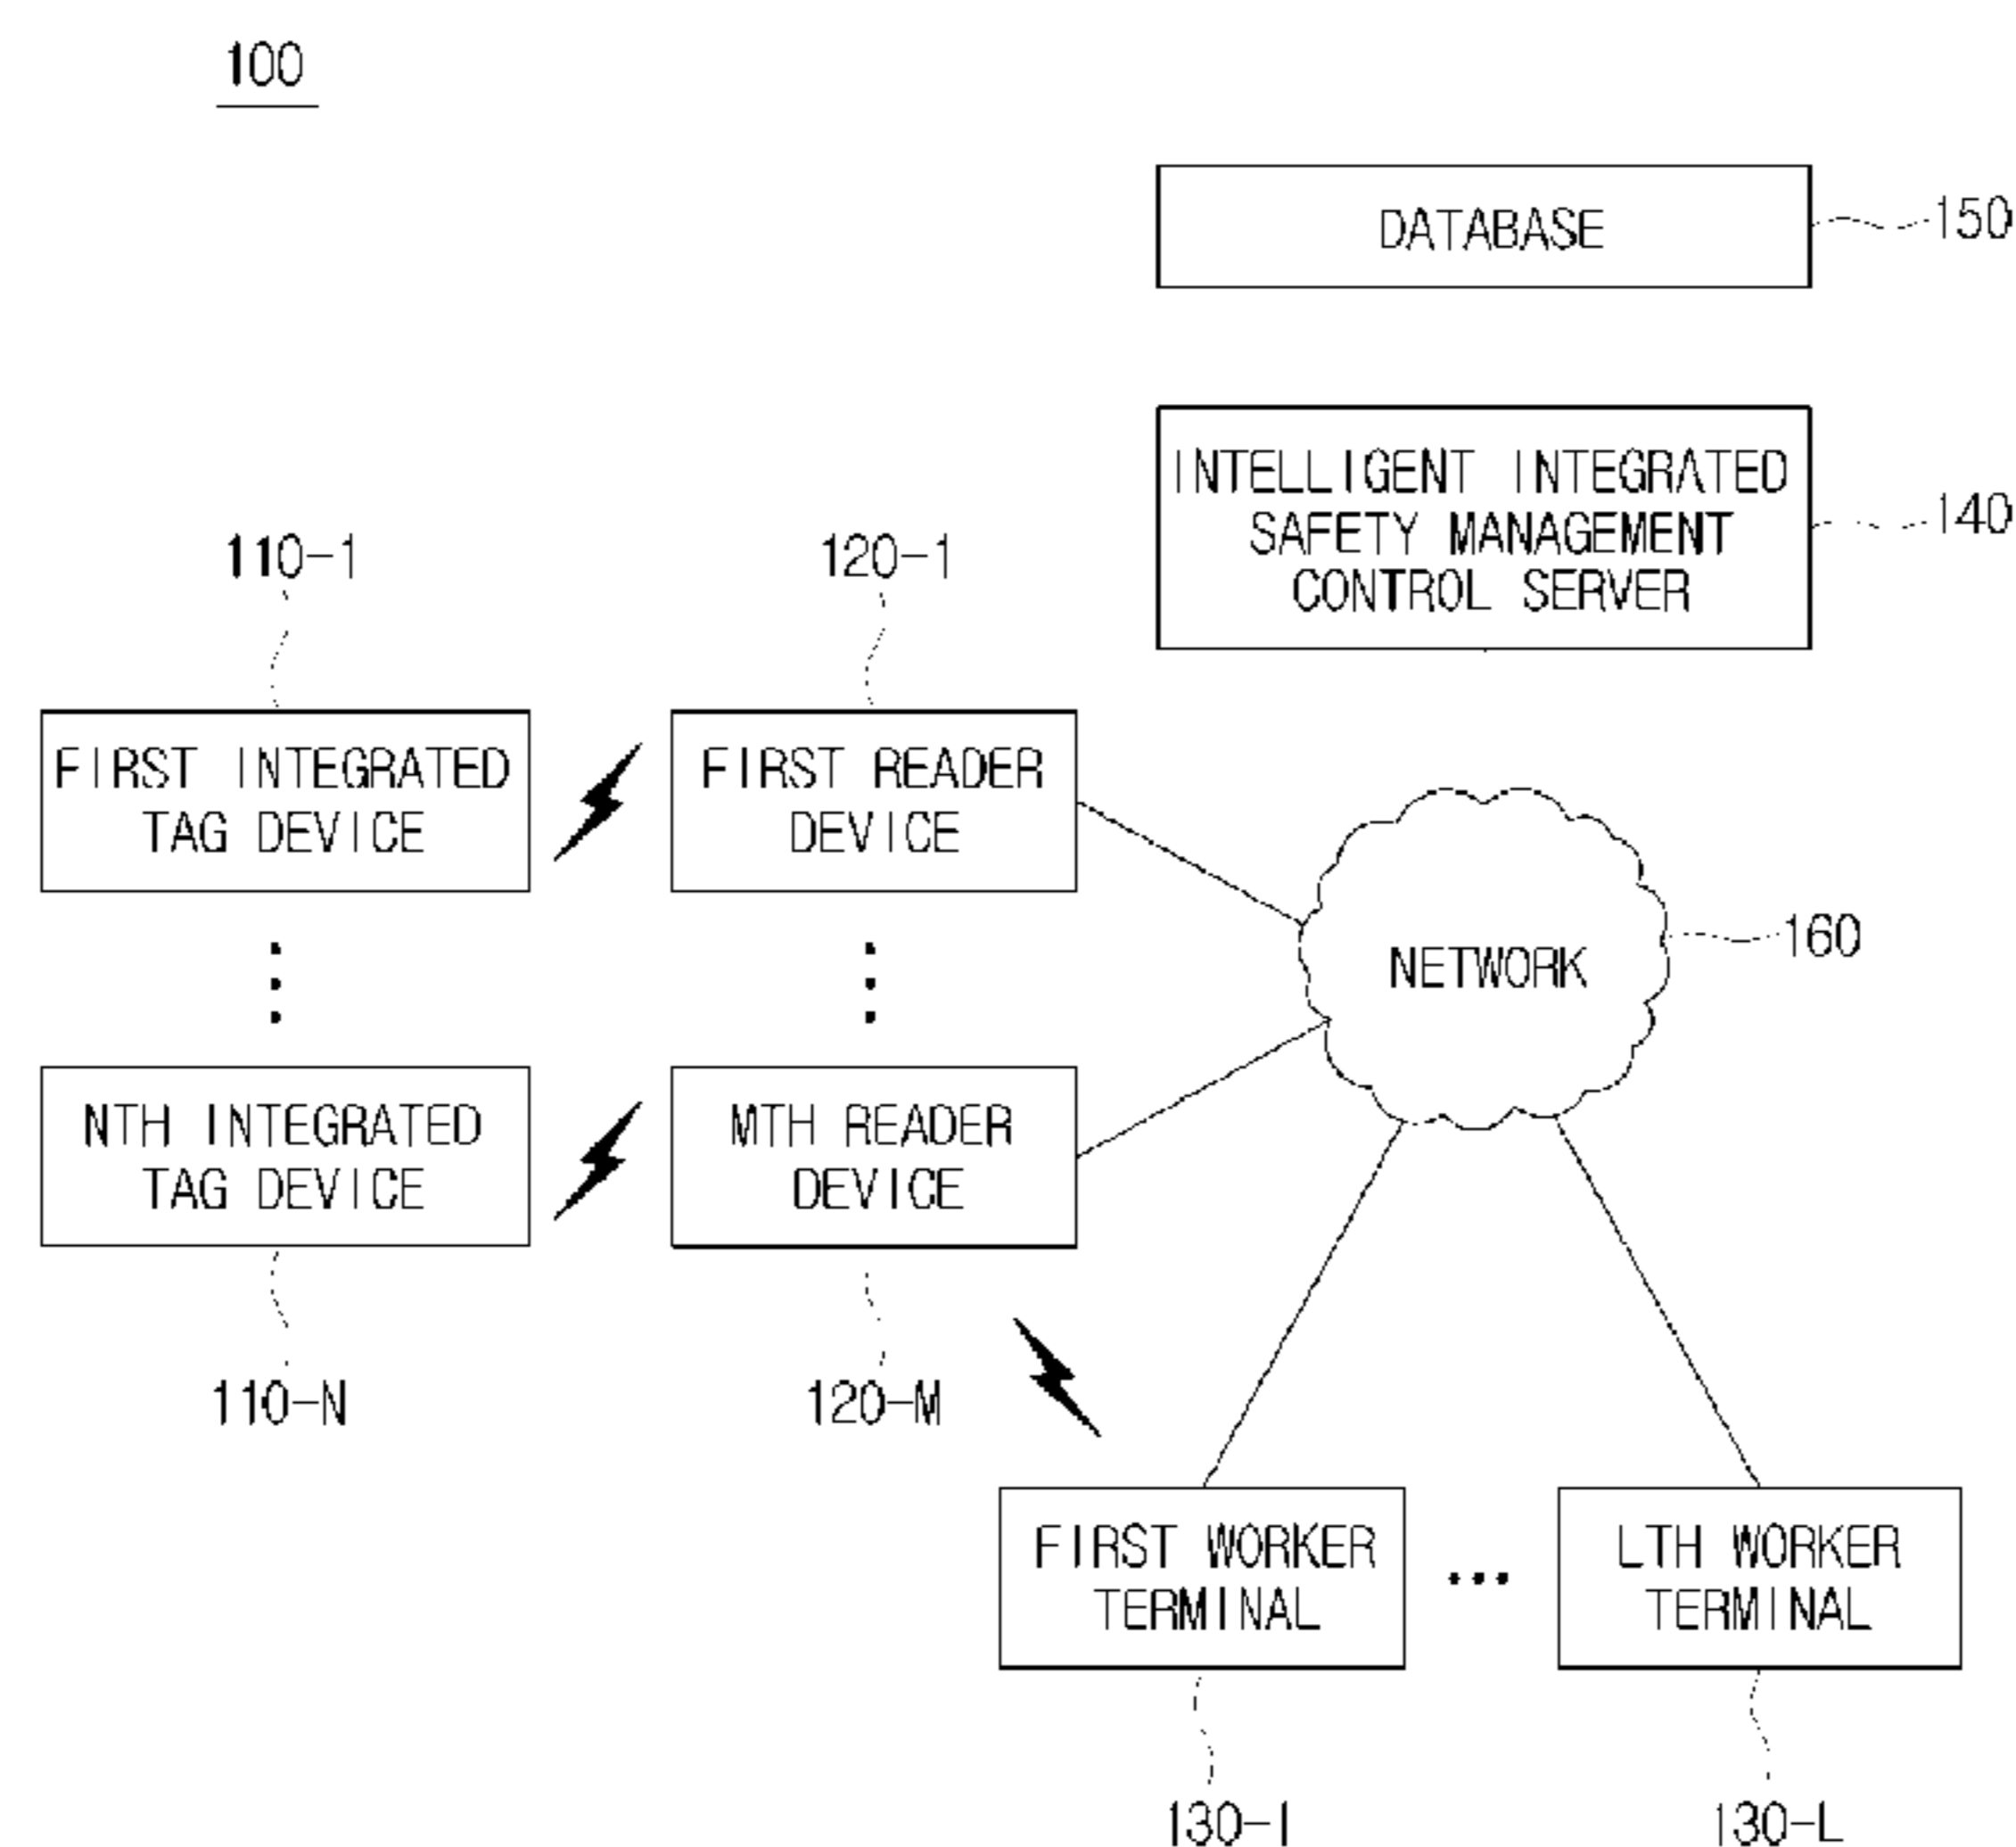 100
DATABASE
150
INTELLIGENT INTEGRATED
SAFETY MANAGEMENT
CONTROL SERVER
140
110-1
120-1
FIRST INTEGRATED
TAG DEVICE
FIRST READER
DEVICE
NETWORK
160
NTH INTEGRATED
TAG DEVICE
MTH READER
DEVICE
110-N
120-M
FIRST WORKER
TERMINAL
LTH WORKER
TERMINAL
130-1
130-L